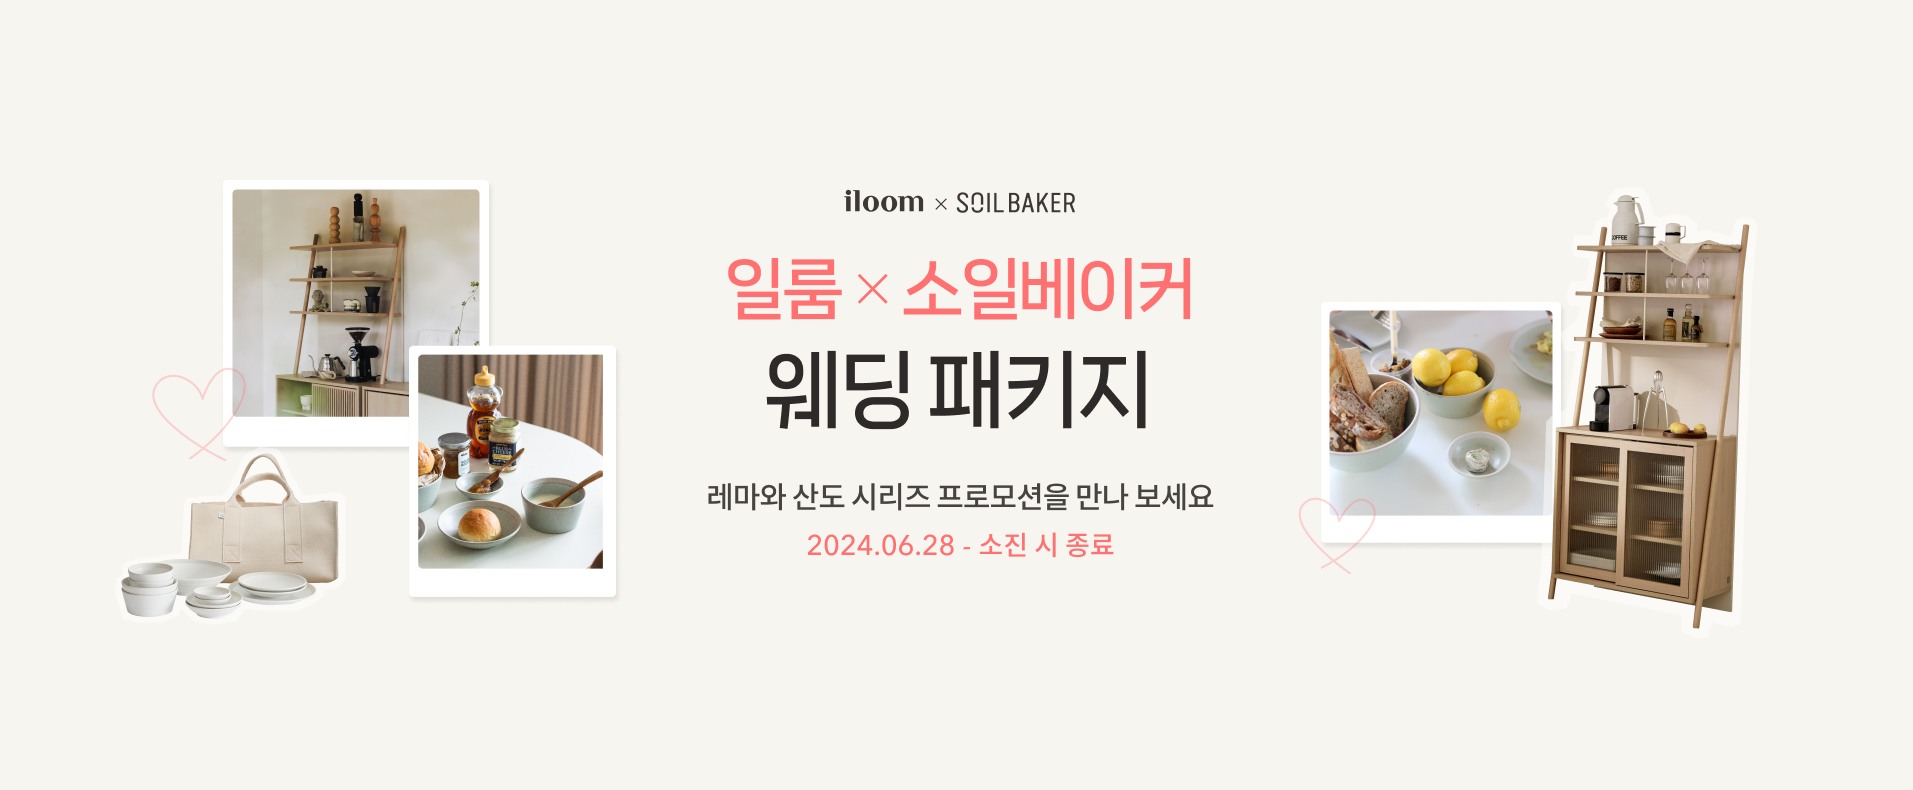 iloom × SOIL BAKER
일룸 × 소일베이커
웨딩 패키지
레마와 산도 시리즈 프로모션을 만나 보세요
2024.06.28 - 소진 시 종료
COFFEE